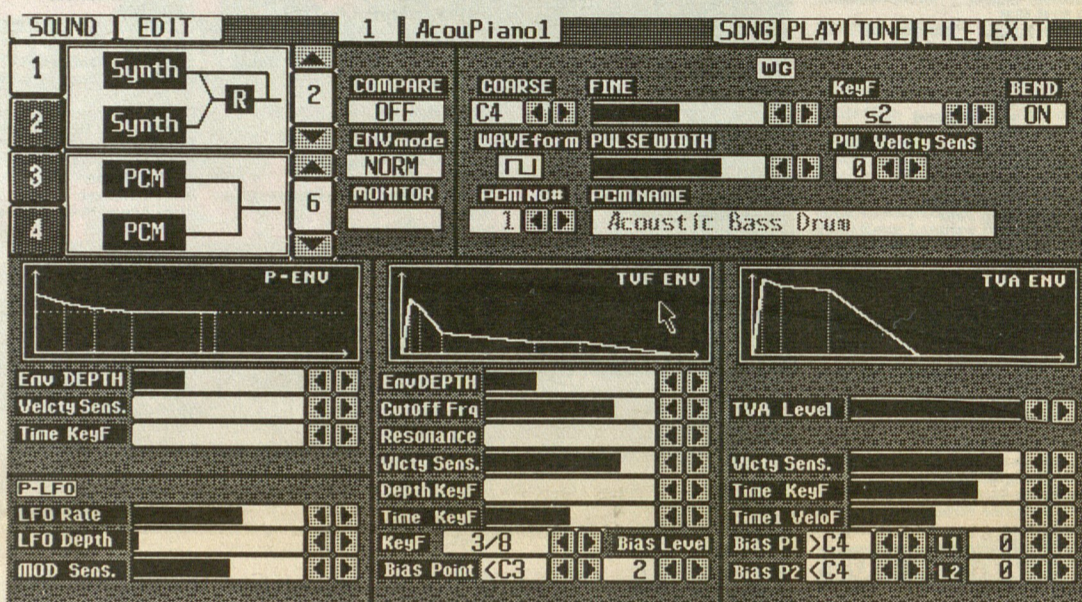 SOUND EDIT 1 AcouPiano1 SONG PLAY TONE FILE EXIT
1 Synth
2 Synth
R
2
3 PCM
4 PCM
6
COMPARE
OFF
ENVmode
NORM
MONITOR
WG
COARSE FINE KeyF BEND
C4 s2 ON
WAVEform PULSE WIDTH PW Velcty Sens
0
PCM NO# PCM NAME
1 Acoustic Bass Drum
P-ENV
Env DEPTH
Velcty Sens.
Time KeyF
P-LFO
LFO Rate
LFO Depth
MOD Sens.
TVF ENV
EnvDEPTH
Cutoff Frq
Resonance
Vlcty Sens.
Depth KeyF
Time KeyF
KeyF 3/8 Bias Level
Bias Point <C3 2
TVA ENV
TVA Level
Vlcty Sens.
Time KeyF
Time1 VeloF
Bias P1 >C4 L1 0
Bias P2 <C4 L2 0